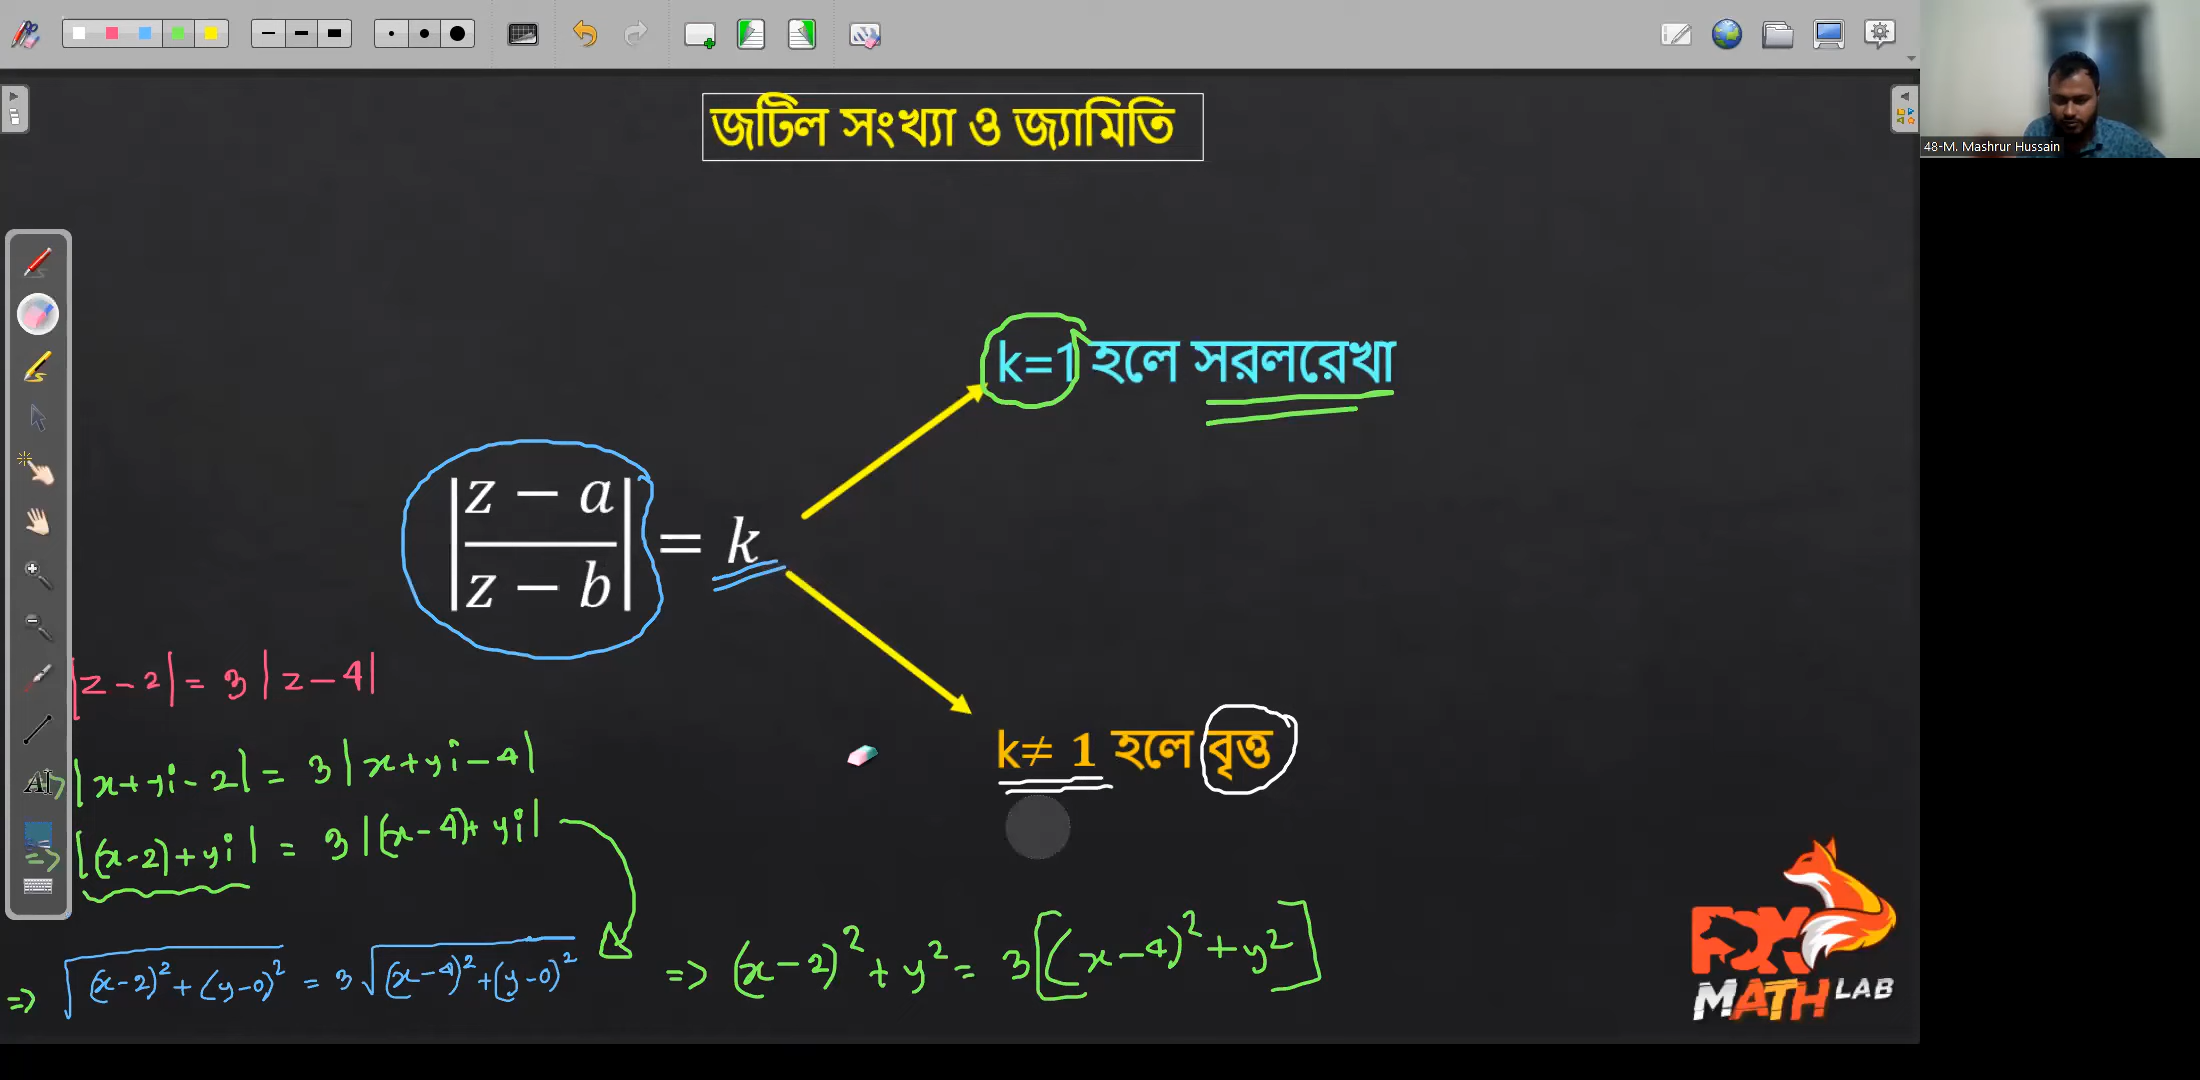 48-M. Mashrur Hussain
জটিল সংখ্যা ও জ্যামিতি
k=1 হলে সরলরেখা
|z − a / z − b| = k
k≠ 1 হলে বৃত্ত
|z-2| = 3 |z-4|
=> |x+yi-2| = 3|x+yi-4|
=> |(x-2)+yi| = 3|(x-4)+yi|
=> √(x-2)²+(y-0)² = 3√(x-4)²+(y-0)²
=> (x-2)²+y² = 3[(x-4)²+y²]
FOX
MATH LAB